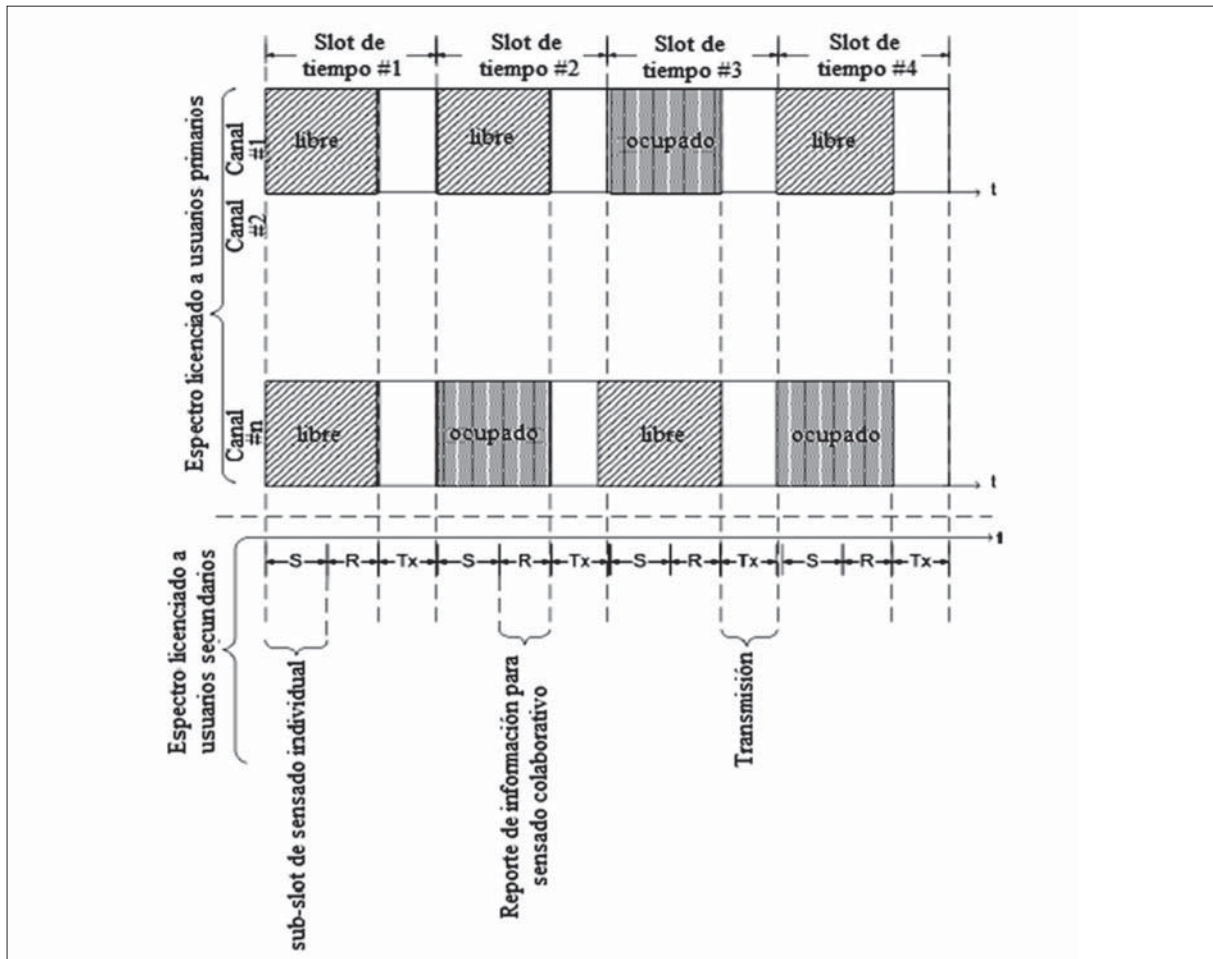 Slot de
tiempo #1
Slot de
tiempo #2
Slot de
tiempo #3
Slot de
tiempo #4
Espectro licenciado a usuarios primarios
Canal
#1
libre
libre
ocupado
libre
t
Canal
#2
Canal
#n
libre
ocupado
libre
ocupado
t
t
Espectro licenciado a
usuarios secundarios
S R Tx S R Tx S R Tx S R Tx
sub-slot de sensado individual
Reporte de información para
sensado colaborativo
Transmisión